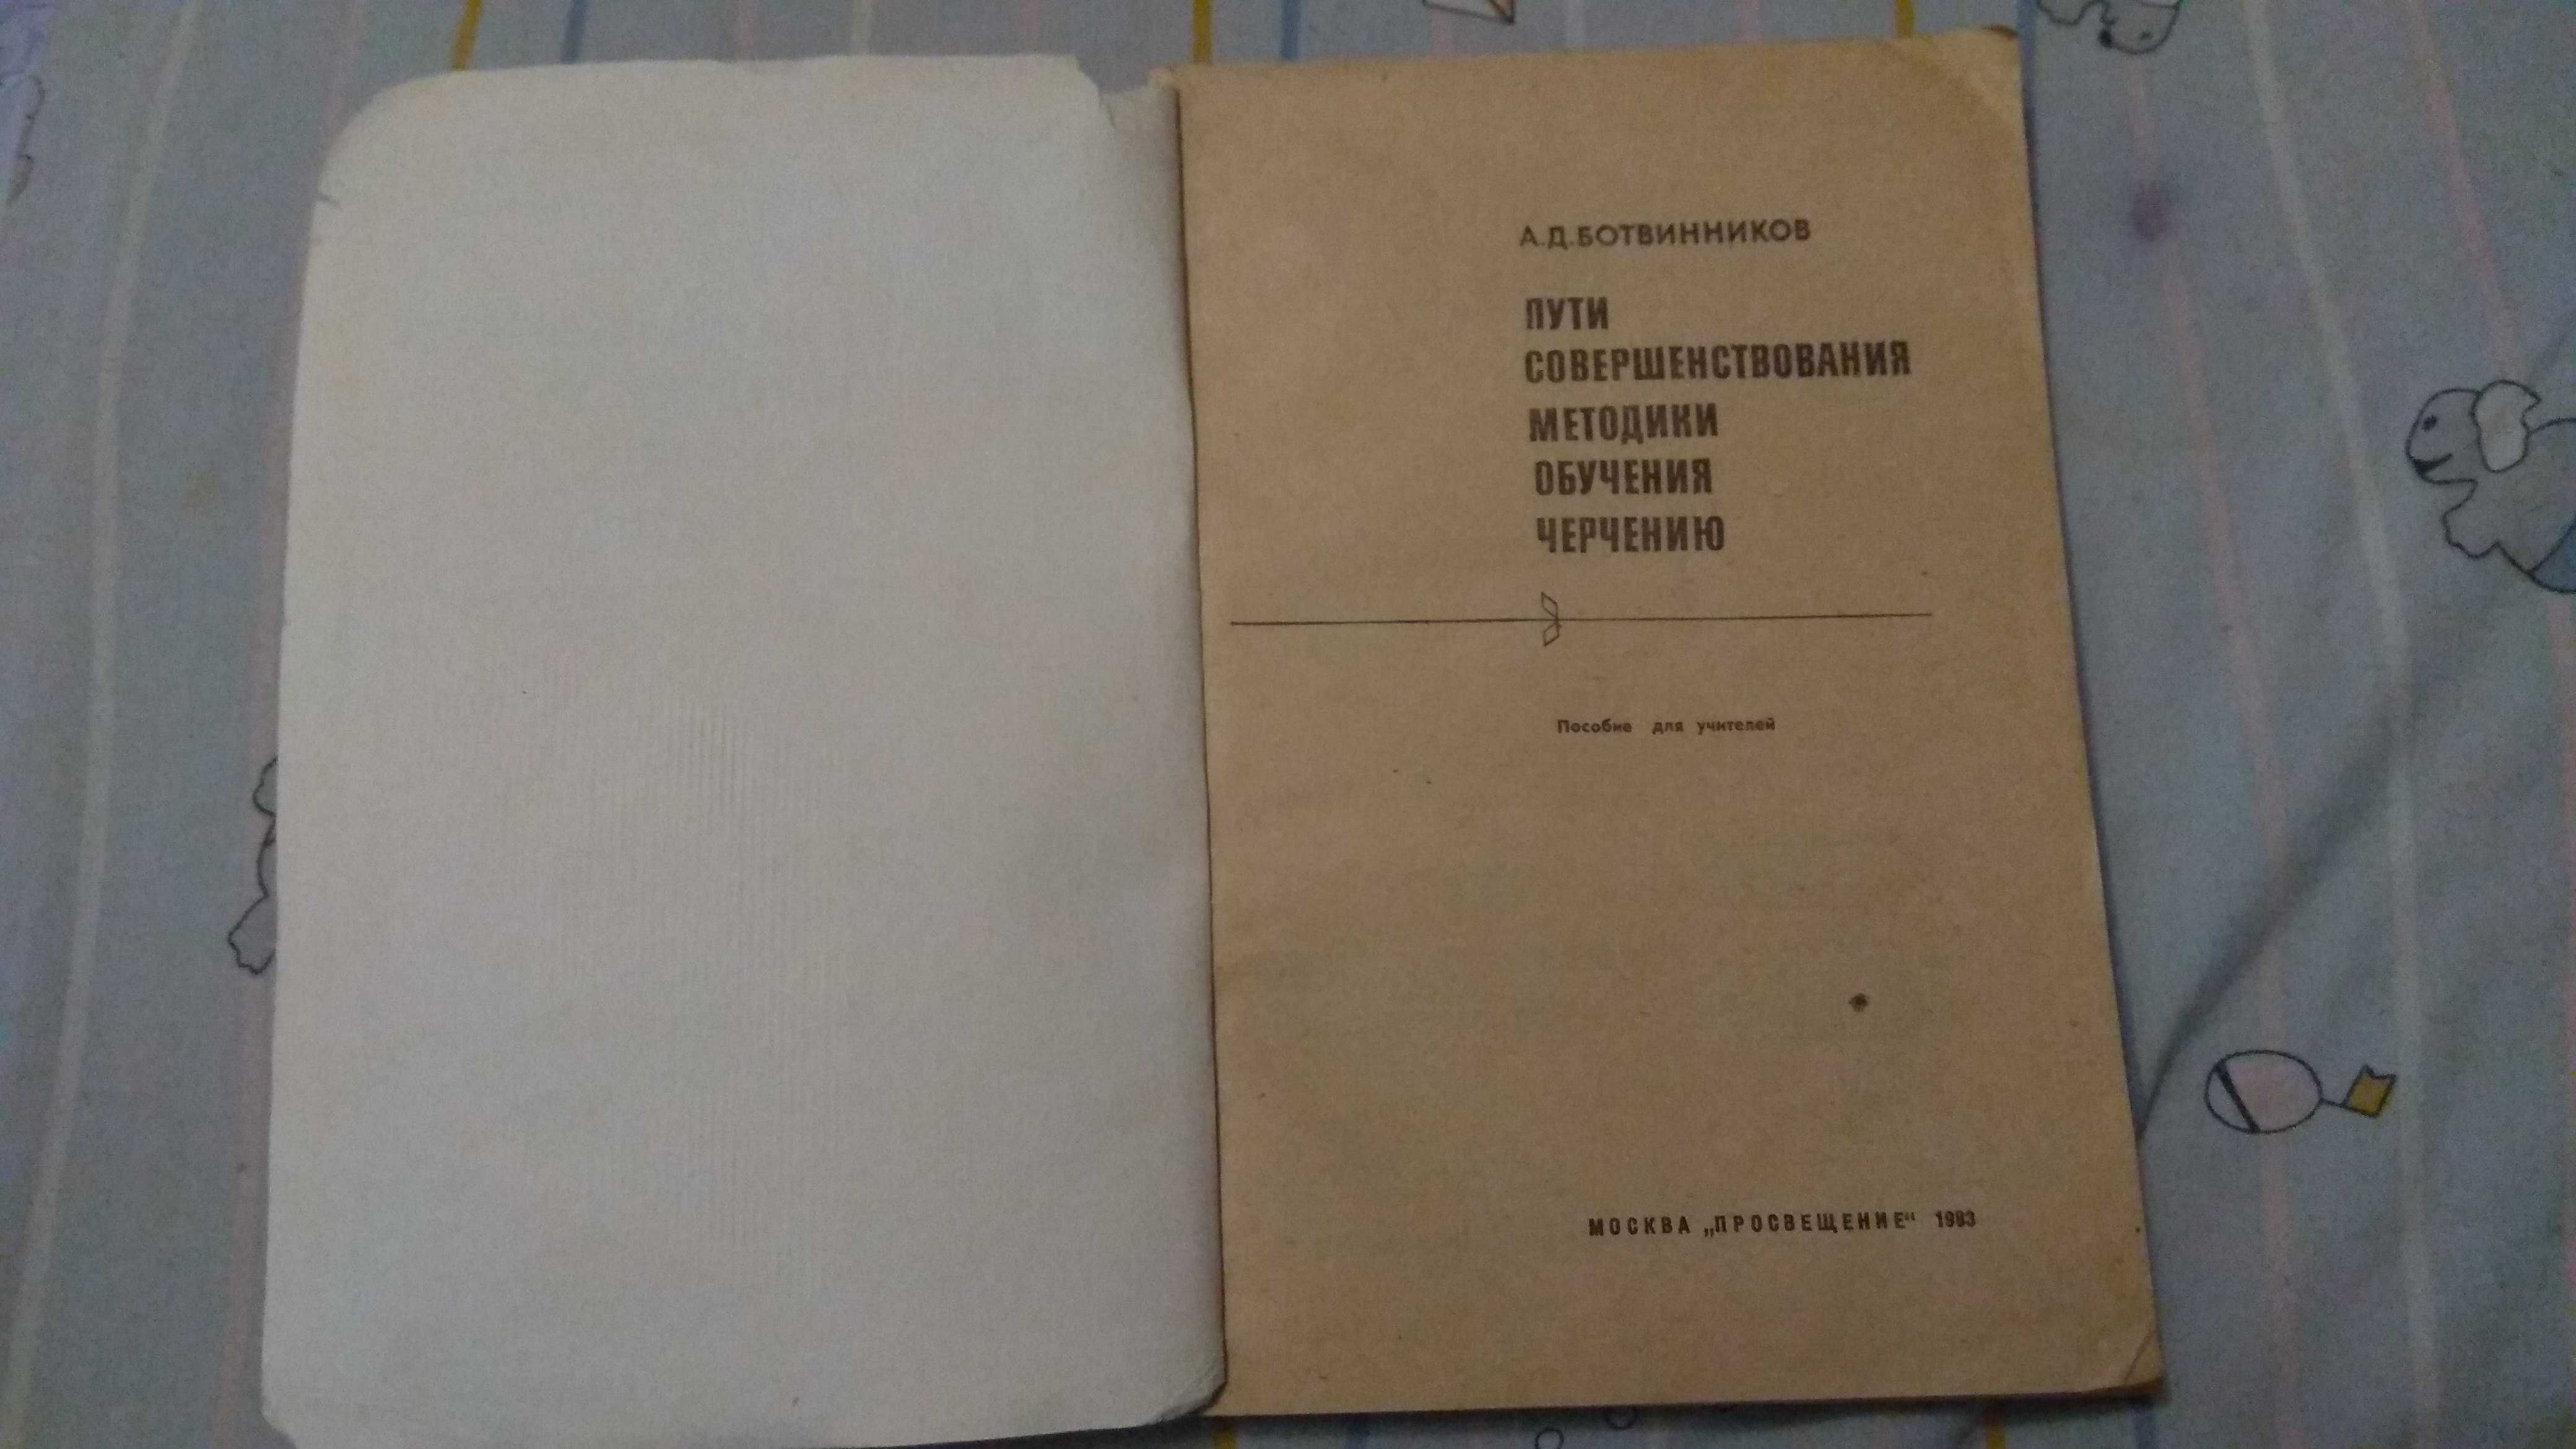 А.Д.БОТВИННИКОВ
ПУТИ
СОВЕРШЕНСТВОВАНИЯ
МЕТОДИКИ
ОБУЧЕНИЯ
ЧЕРЧЕНИЮ
Пособие для учителей
МОСКВА „ПРОСВЕЩЕНИЕ“ 1983